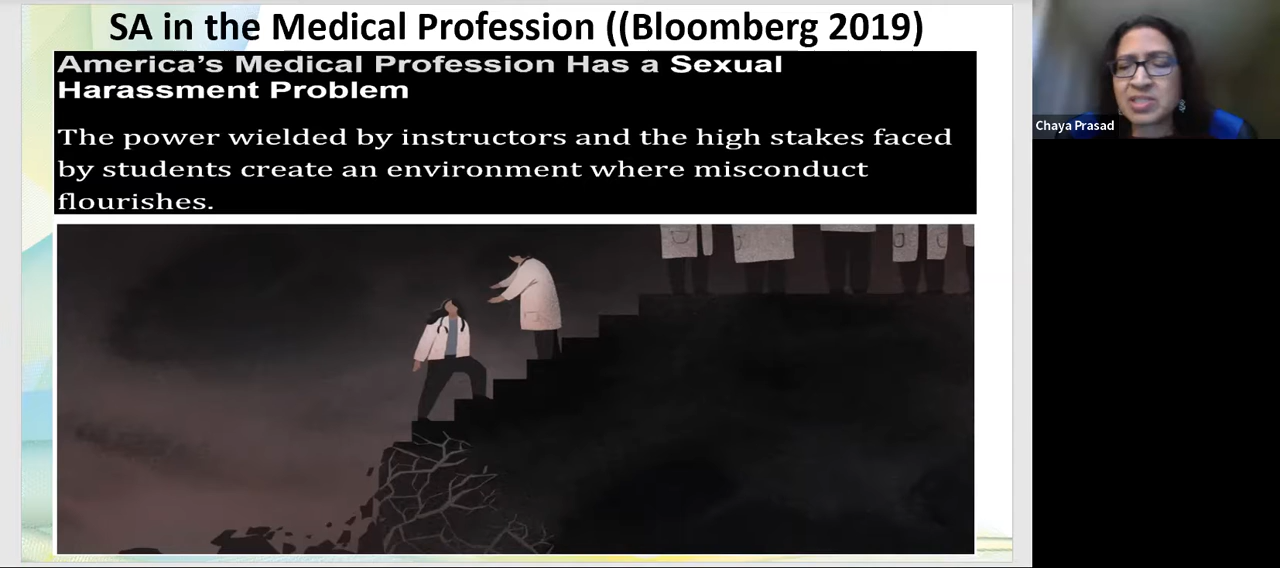 SA in the Medical Profession ((Bloomberg 2019)
America’s Medical Profession Has a Sexual
Harassment Problem
The power wielded by instructors and the high stakes faced
by students create an environment where misconduct
flourishes.
Chaya Prasad